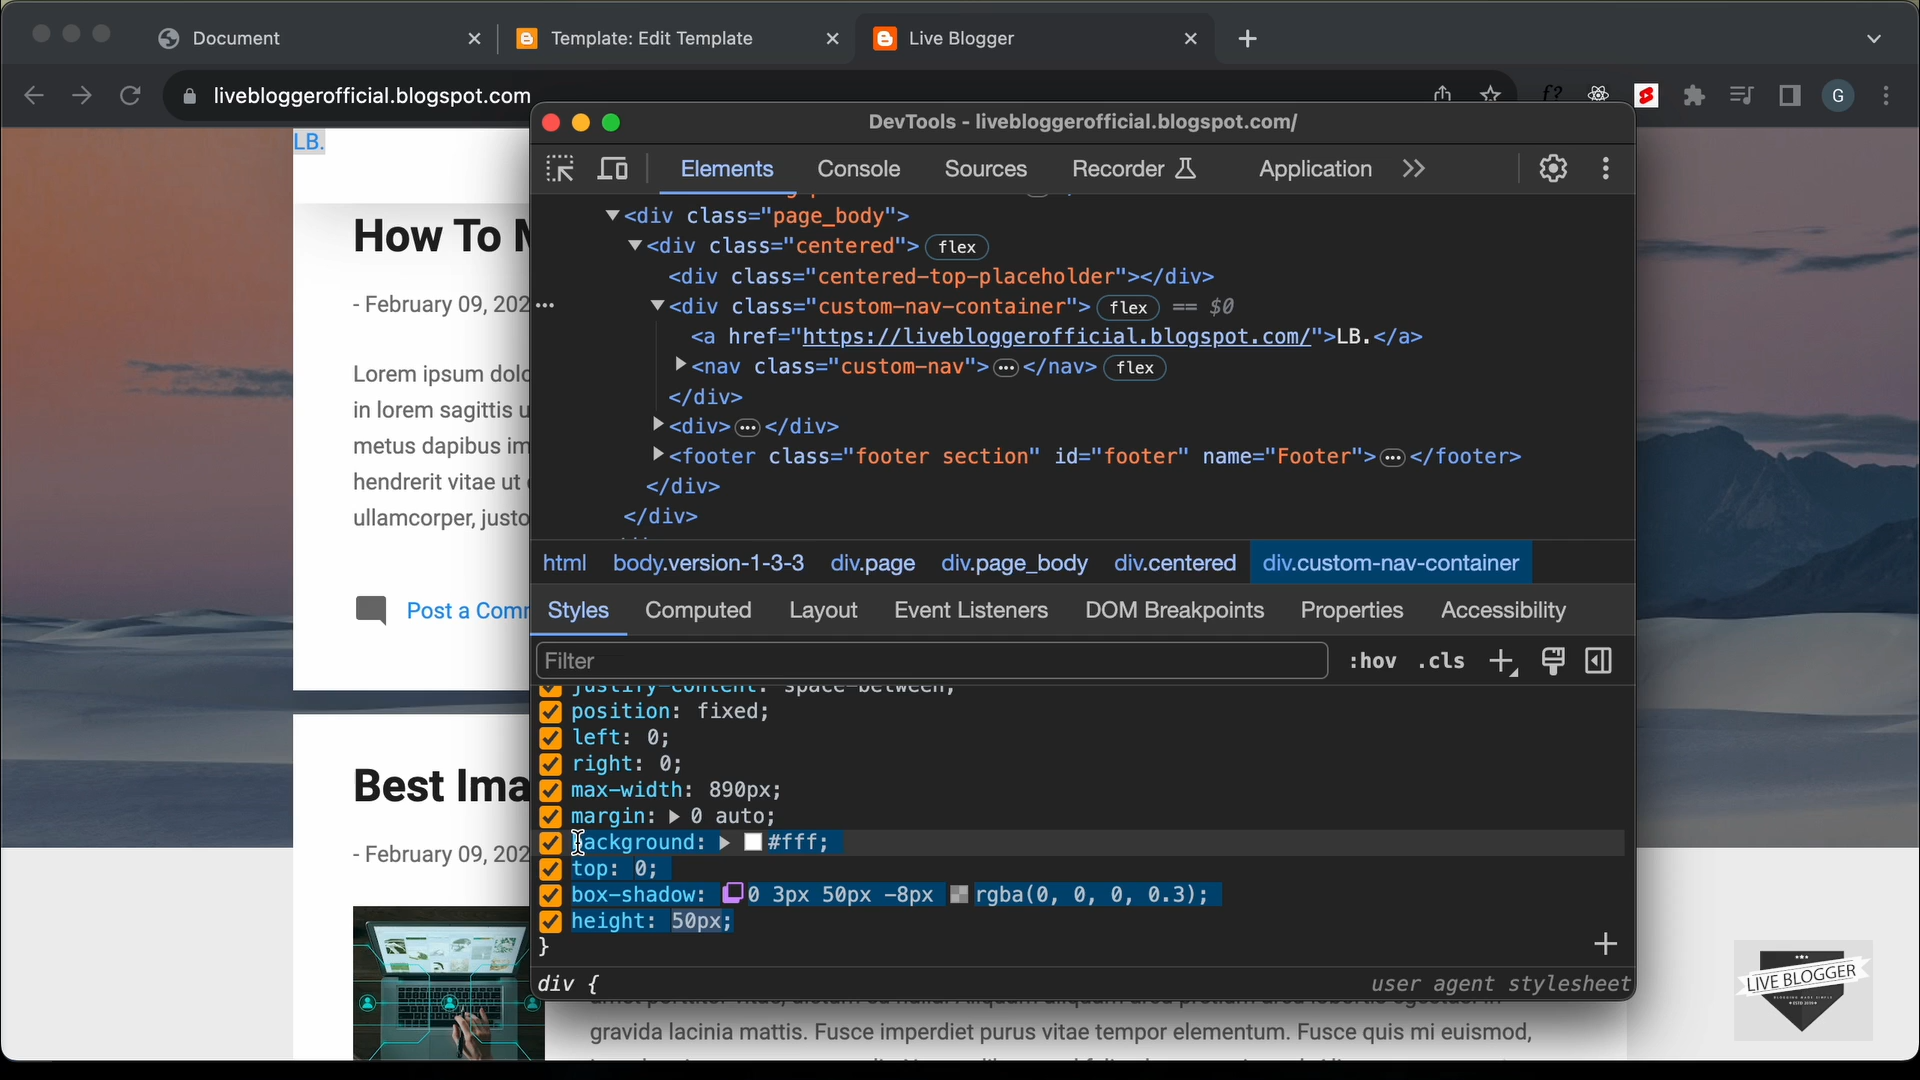 Document
Template: Edit Template
Live Blogger
livebloggerofficial.blogspot.com
f?
G
DevTools - livebloggerofficial.blogspot.com/
LB.
Elements
Console
Sources
Recorder
Application
<div class="page_body">
<div class="centered"> flex
<div class="centered-top-placeholder"></div>
<div class="custom-nav-container"> flex == $0
<a href="https://livebloggerofficial.blogspot.com/">LB.</a>
<nav class="custom-nav"> ... </nav> flex
</div>
<div> ... </div>
<footer class="footer section" id="footer" name="Footer"> ... </footer>
</div>
</div>
html body.version-1-3-3 div.page div.page_body div.centered div.custom-nav-container
Styles Computed Layout Event Listeners DOM Breakpoints Properties Accessibility
Filter
:hov .cls
justify-content: space-between;
position: fixed;
left: 0;
right: 0;
max-width: 890px;
margin: 0 auto;
background: #fff;
top: 0;
box-shadow: 0 3px 50px -8px rgba(0, 0, 0, 0.3);
height: 50px;
}
div {
user agent stylesheet
How To M
- February 09, 202
Lorem ipsum dolo
in lorem sagittis u
metus dapibus im
hendrerit vitae ut
ullamcorper, justo
Post a Comm
Best Ima
- February 09, 202
gravida lacinia mattis. Fusce imperdiet purus vitae tempor elementum. Fusce quis mi euismod,
LIVE BLOGGER